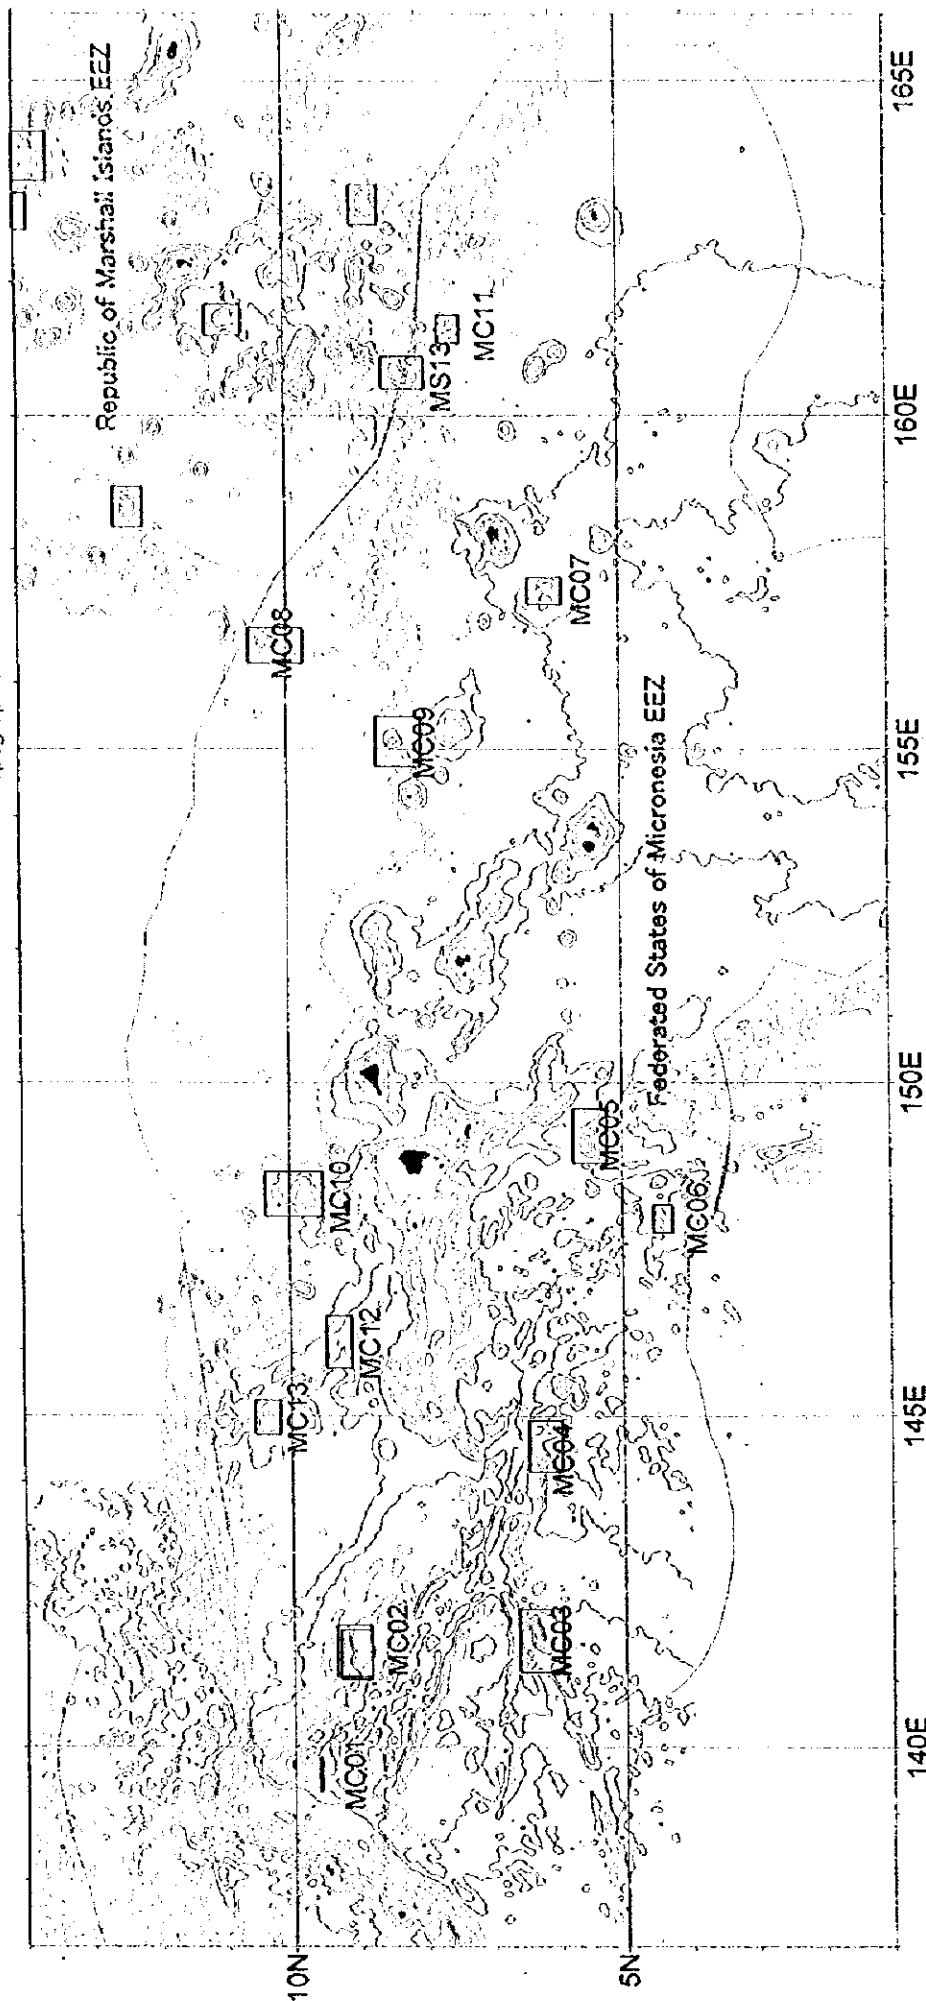 Republic of Marshall Islands EEZ
10N
MC13
MC10
MC08
MC12
MC01
MC02
MC09
MS13
MC11
MC03
MC04
MC05
MC07
5N
MC06
Federated States of Micronesia EEZ
140E
145E
150E
155E
160E
165E